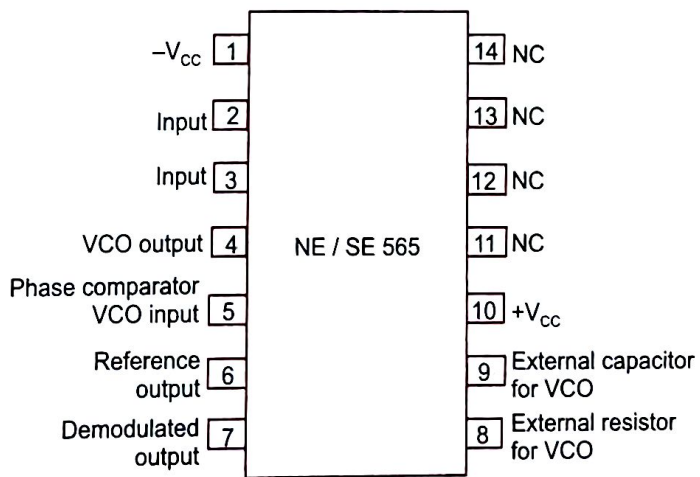 –V_CC 1
14 NC
Input 2
13 NC
Input 3
12 NC
VCO output 4
NE / SE 565
11 NC
Phase comparator
VCO input 5
10 +V_CC
Reference
output 6
9 External capacitor
for VCO
Demodulated
output 7
8 External resistor
for VCO